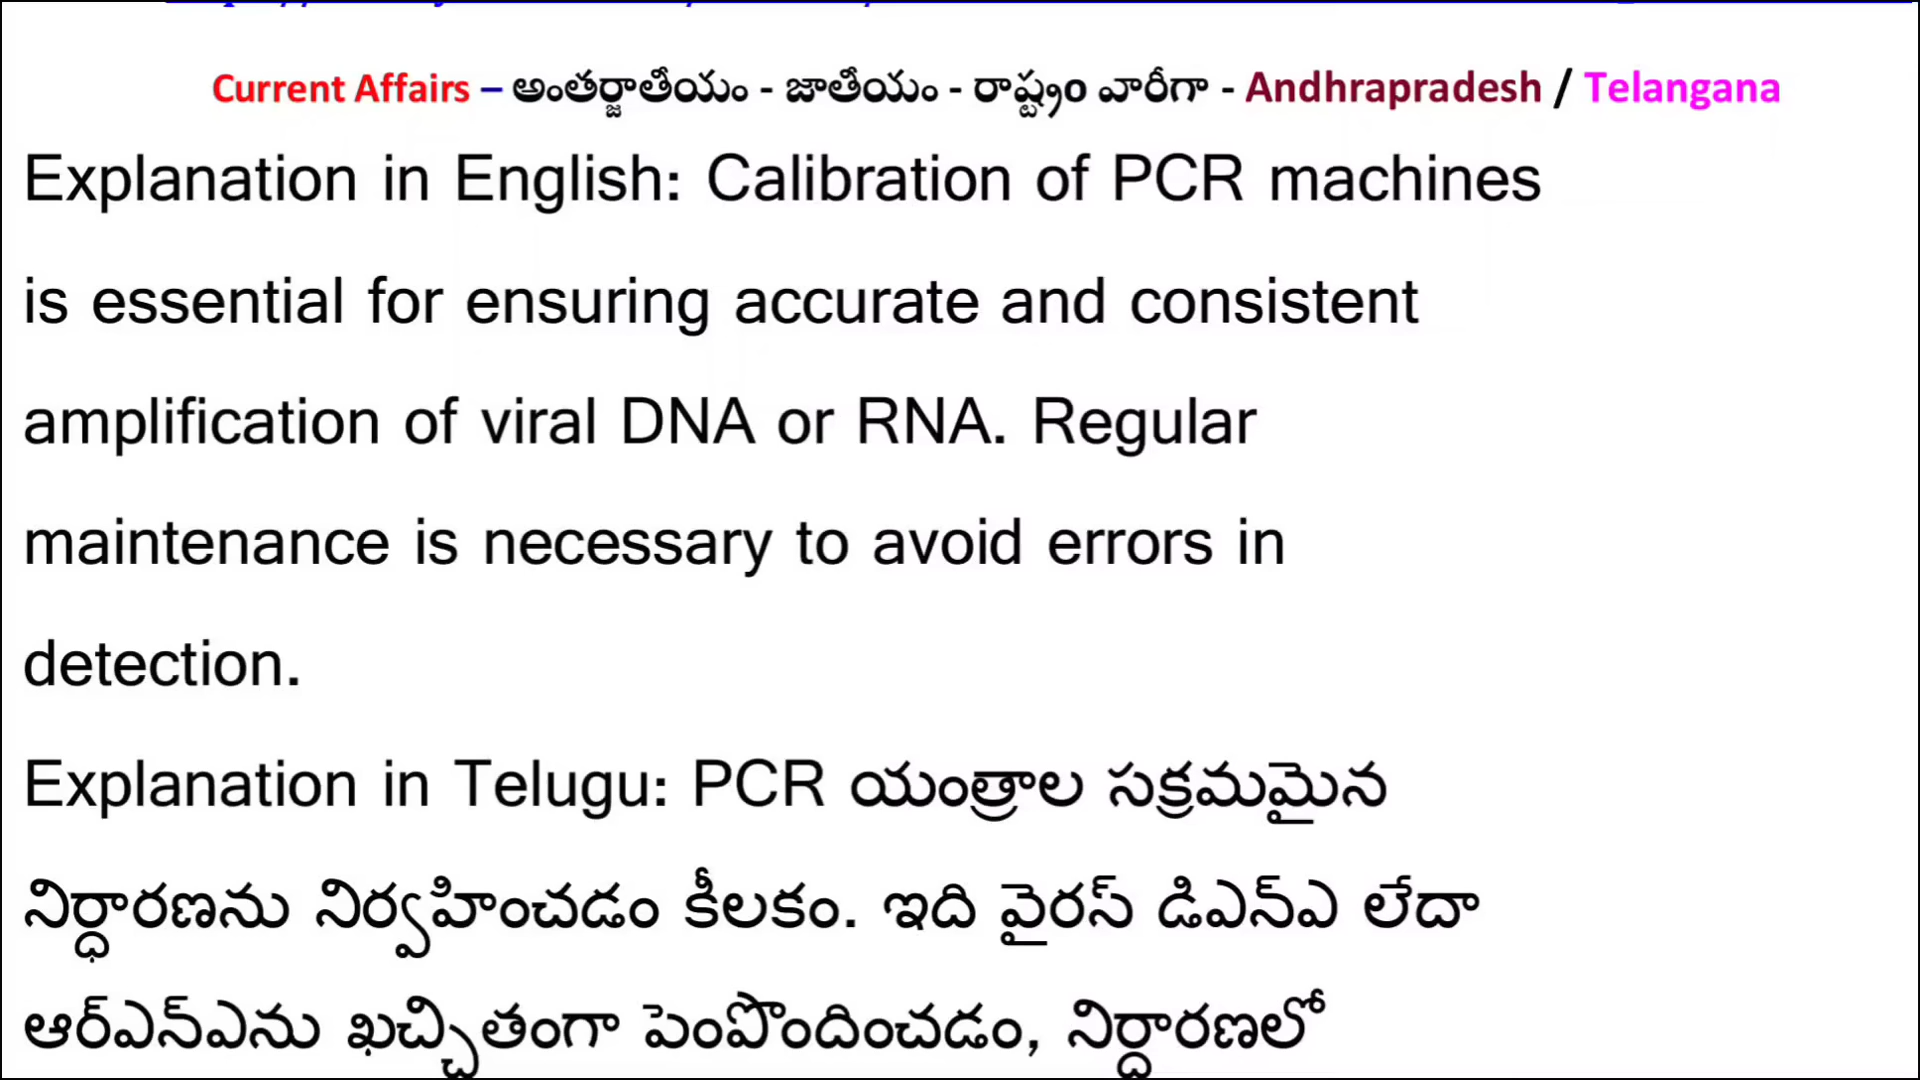 Current Affairs – అంతర్జాతీయం - జాతీయం - రాష్ట్రంo వారీగా - Andhrapradesh / Telangana
Explanation in English: Calibration of PCR machines
is essential for ensuring accurate and consistent
amplification of viral DNA or RNA. Regular
maintenance is necessary to avoid errors in
detection.
Explanation in Telugu: PCR యంత్రాల సక్రమమైన
నిర్ధారణను నిర్వహించడం కీలకం. ఇది వైరస్ డిఎన్ఎ లేదా
ఆర్ఎన్ఎను ఖచ్చితంగా పెంపొందించడం, నిర్ధారణలో